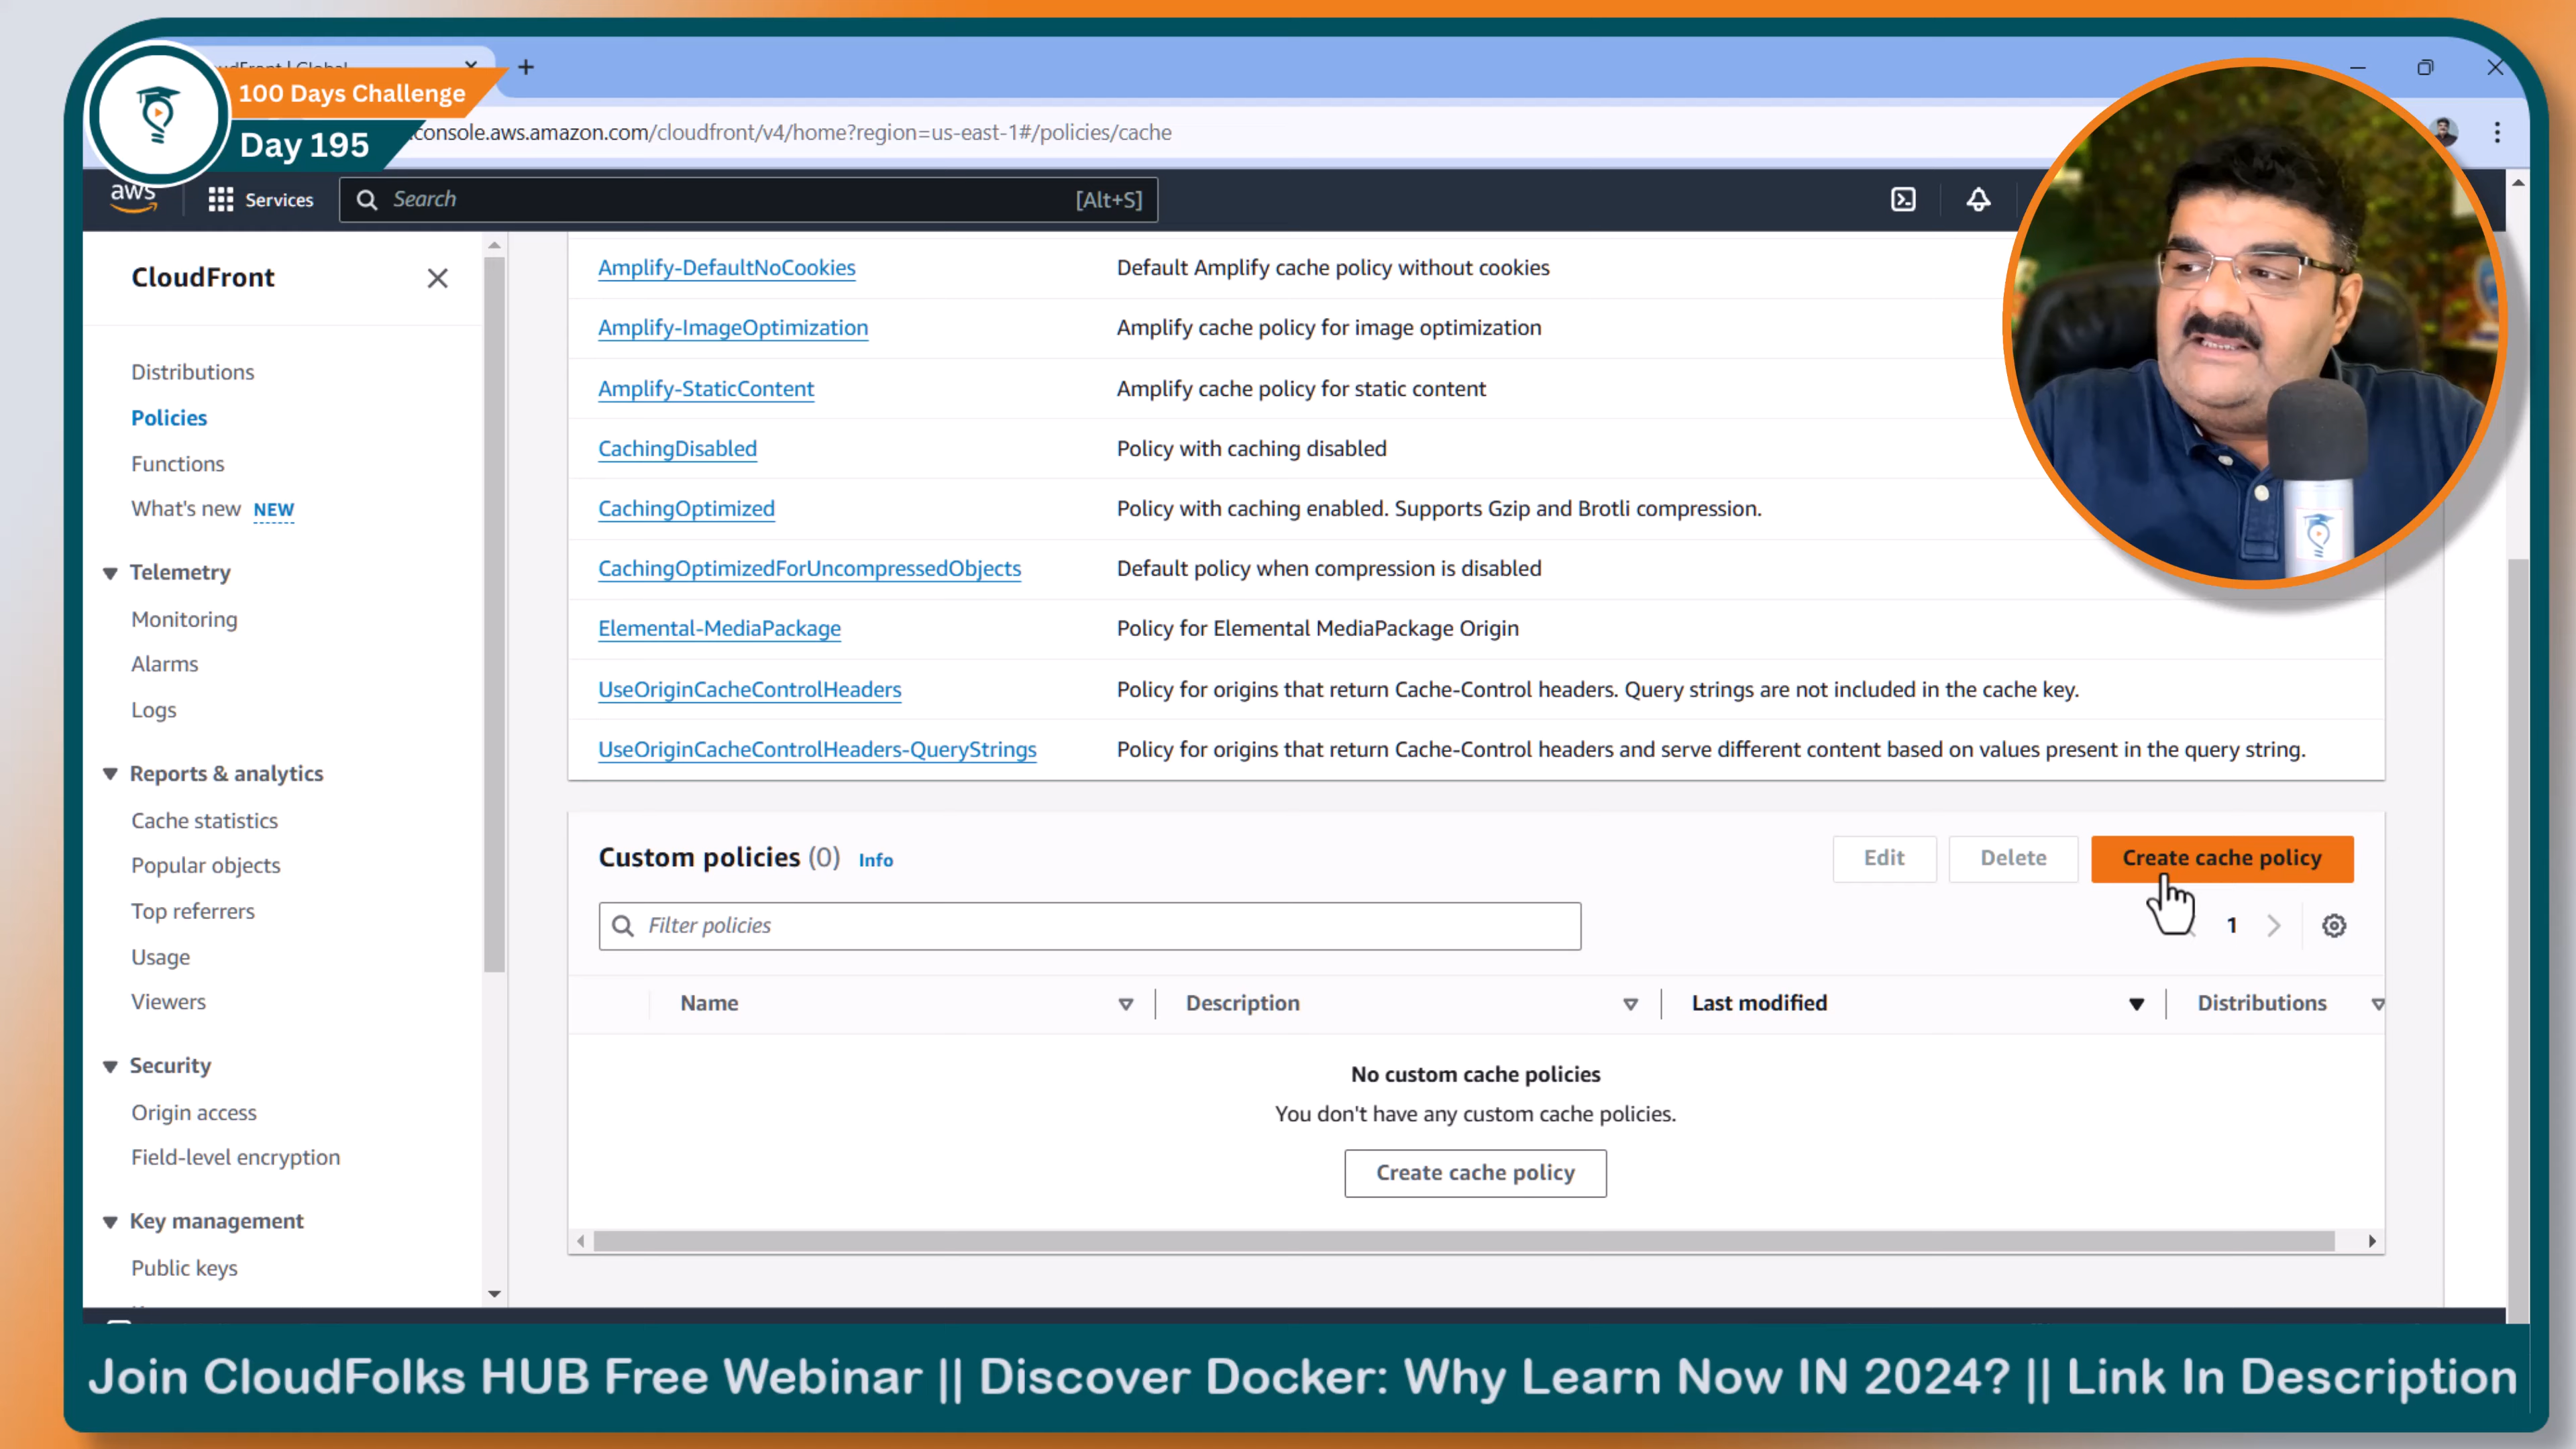 100 Days Challenge
Day 195
console.aws.amazon.com/cloudfront/v4/home?region=us-east-1#/policies/cache
aws
Services
Search
[Alt+S]
CloudFront
Distributions
Policies
Functions
What's new NEW
Telemetry
Monitoring
Alarms
Logs
Reports & analytics
Cache statistics
Popular objects
Top referrers
Usage
Viewers
Security
Origin access
Field-level encryption
Key management
Public keys
Amplify-DefaultNoCookies Default Amplify cache policy without cookies
Amplify-ImageOptimization Amplify cache policy for image optimization
Amplify-StaticContent Amplify cache policy for static content
CachingDisabled Policy with caching disabled
CachingOptimized Policy with caching enabled. Supports Gzip and Brotli compression.
CachingOptimizedForUncompressedObjects Default policy when compression is disabled
Elemental-MediaPackage Policy for Elemental MediaPackage Origin
UseOriginCacheControlHeaders Policy for origins that return Cache-Control headers. Query strings are not included in the cache key.
UseOriginCacheControlHeaders-QueryStrings Policy for origins that return Cache-Control headers and serve different content based on values present in the query string.
Custom policies (0) Info
Edit
Delete
Create cache policy
Filter policies
1
Name Description Last modified Distributions
No custom cache policies
You don't have any custom cache policies.
Create cache policy
Join CloudFolks HUB Free Webinar || Discover Docker: Why Learn Now IN 2024? || Link In Description